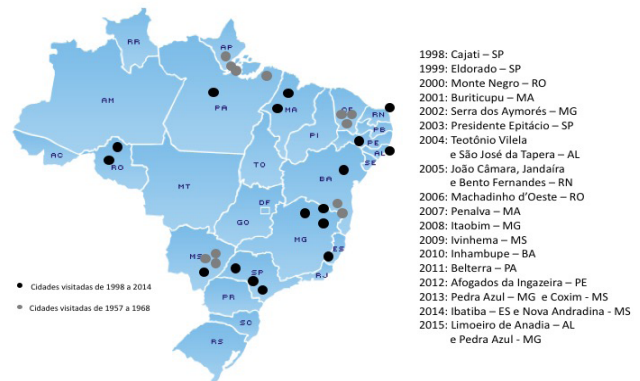 RR
AP
AM
PA
MA
CE
RN
PB
PE
AL
SE
PI
AC
RO
TO
BA
MT
DF
GO
MG
ES
MS
SP
RJ
PR
SC
RS
Cidades visitadas de 1998 a 2014
Cidades visitadas de 1957 a 1968
1998: Cajati – SP
1999: Eldorado – SP
2000: Monte Negro – RO
2001: Buriticupu – MA
2002: Serra dos Aymorés – MG
2003: Presidente Epitácio – SP
2004: Teotônio Vilela
e São José da Tapera – AL
2005: João Câmara, Jandaíra
e Bento Fernandes – RN
2006: Machadinho d’Oeste – RO
2007: Penalva – MA
2008: Itaobim – MG
2009: Ivinhema – MS
2010: Inhambupe – BA
2011: Belterra – PA
2012: Afogados da Ingazeira – PE
2013: Pedra Azul – MG e Coxim - MS
2014: Ibatiba – ES e Nova Andradina - MS
2015: Limoeiro de Anadia – AL
e Pedra Azul - MG